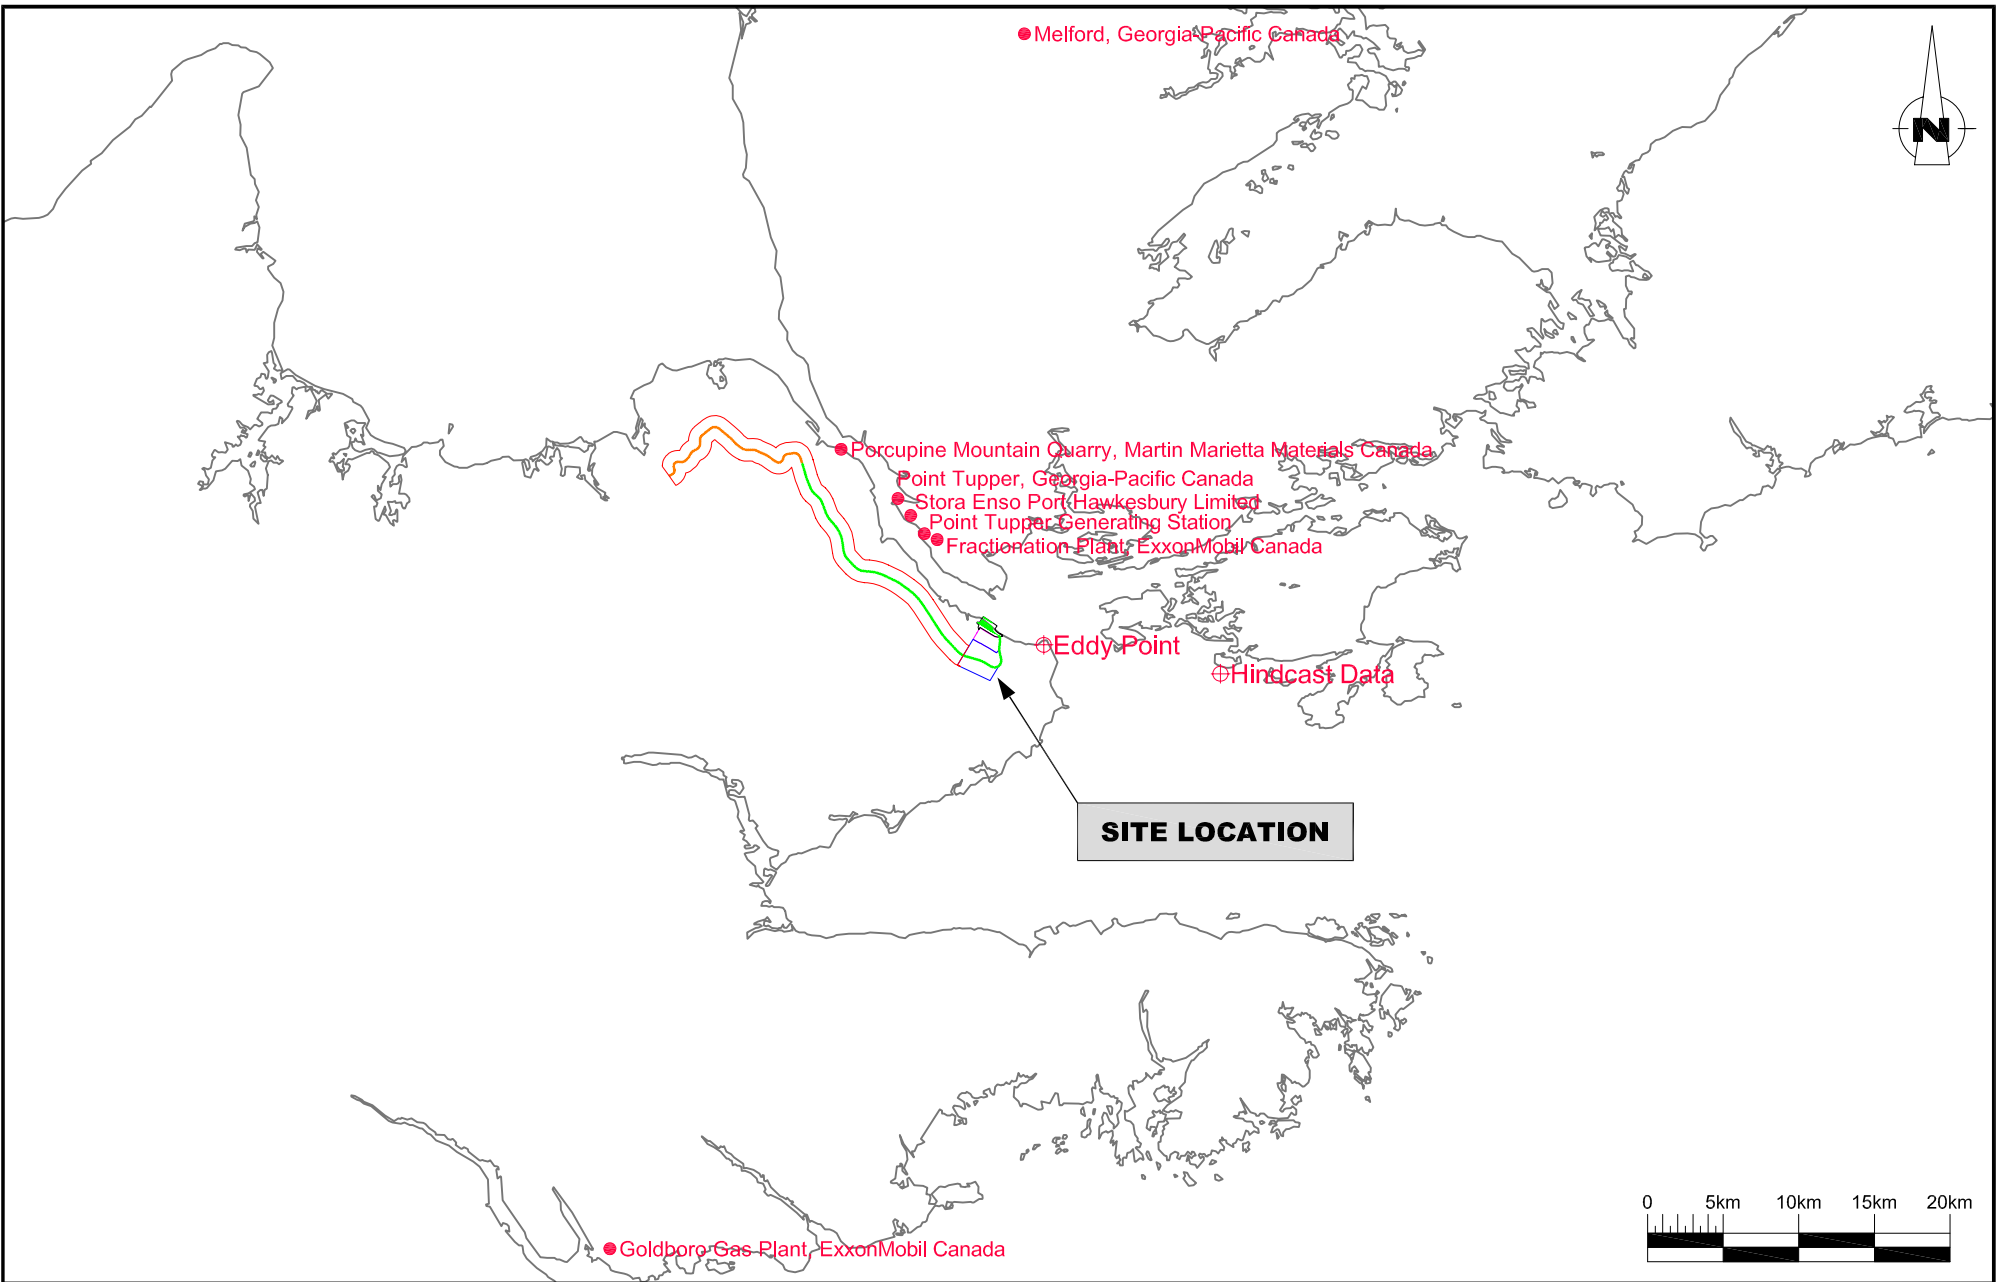 Melford, Georgia-Pacific Canada
N
Porcupine Mountain Quarry, Martin Marietta Materials Canada
Point Tupper, Georgia-Pacific Canada
Stora Enso Port Hawkesbury Limited
Point Tupper Generating Station
Fractionation Plant, ExxonMobil Canada
Eddy Point
Hindcast Data
SITE LOCATION
0 5km 10km 15km 20km
Goldboro Gas Plant, ExxonMobil Canada